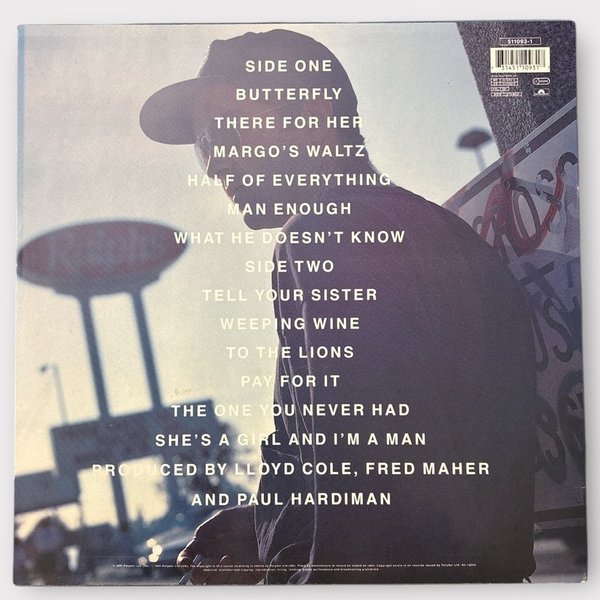 511093-1
SIDE ONE
BUTTERFLY
THERE FOR HER
MARGO'S WALTZ
HALF OF EVERYTHING
MAN ENOUGH
WHAT HE DOESN'T KNOW
SIDE TWO
TELL YOUR SISTER
WEEPING WINE
TO THE LIONS
PAY FOR IT
THE ONE YOU NEVER HAD
SHE'S A GIRL AND I'M A MAN
PRODUCED BY LLOYD COLE, FRED MAHER
AND PAUL HARDIMAN